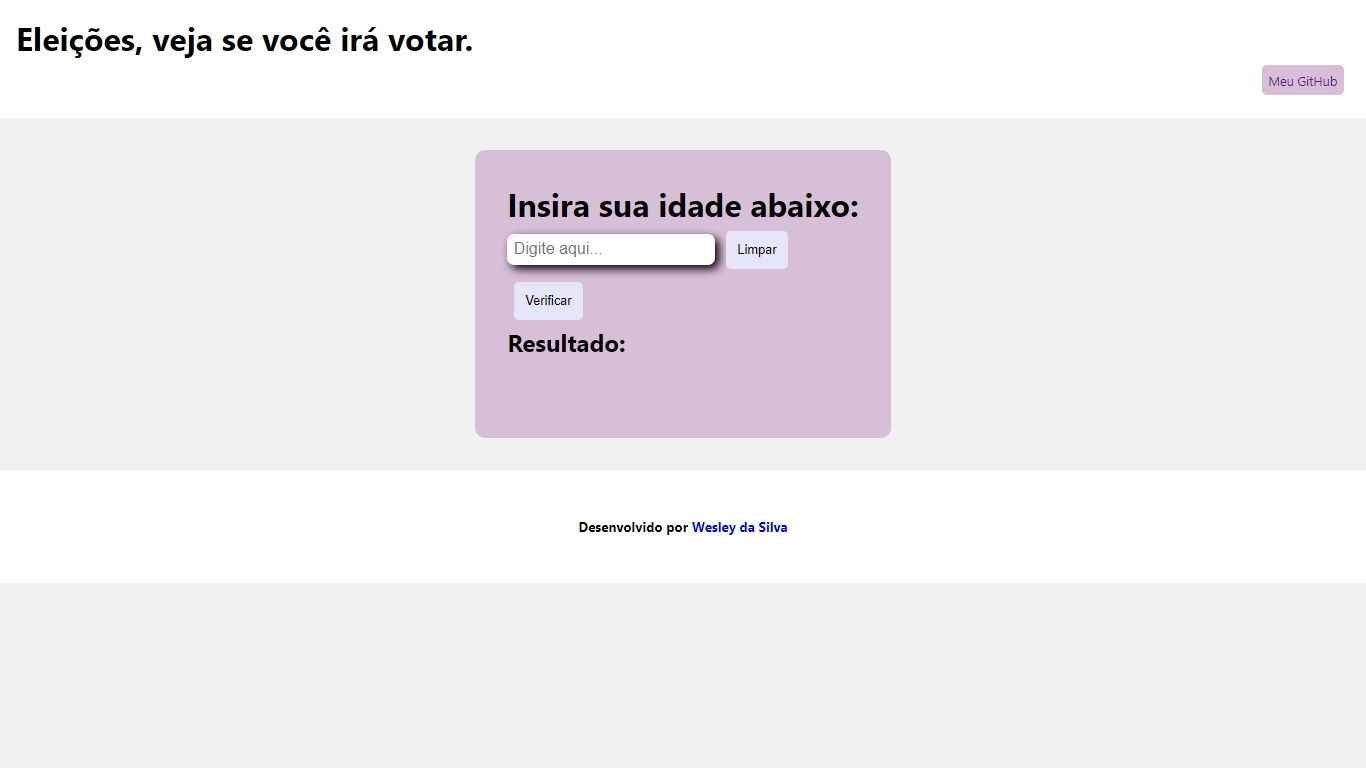 Eleições, veja se você irá votar.
Meu GitHub
Insira sua idade abaixo:
Digite aqui...
Limpar
Verificar
Resultado:
Desenvolvido por Wesley da Silva